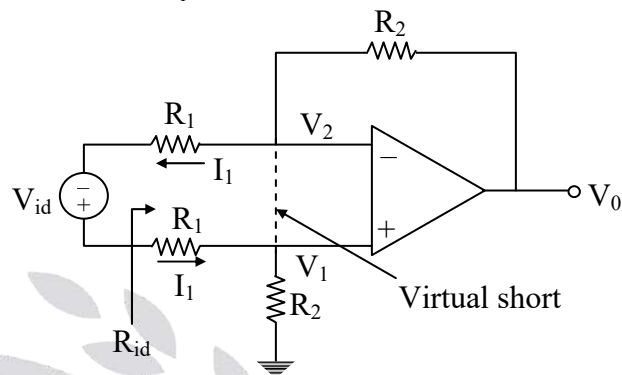 R₂
R₁
V₂
I₁
−
Vid
−
+
R₁
I₁
V₁
+
V₀
R₂
Virtual short
Rid